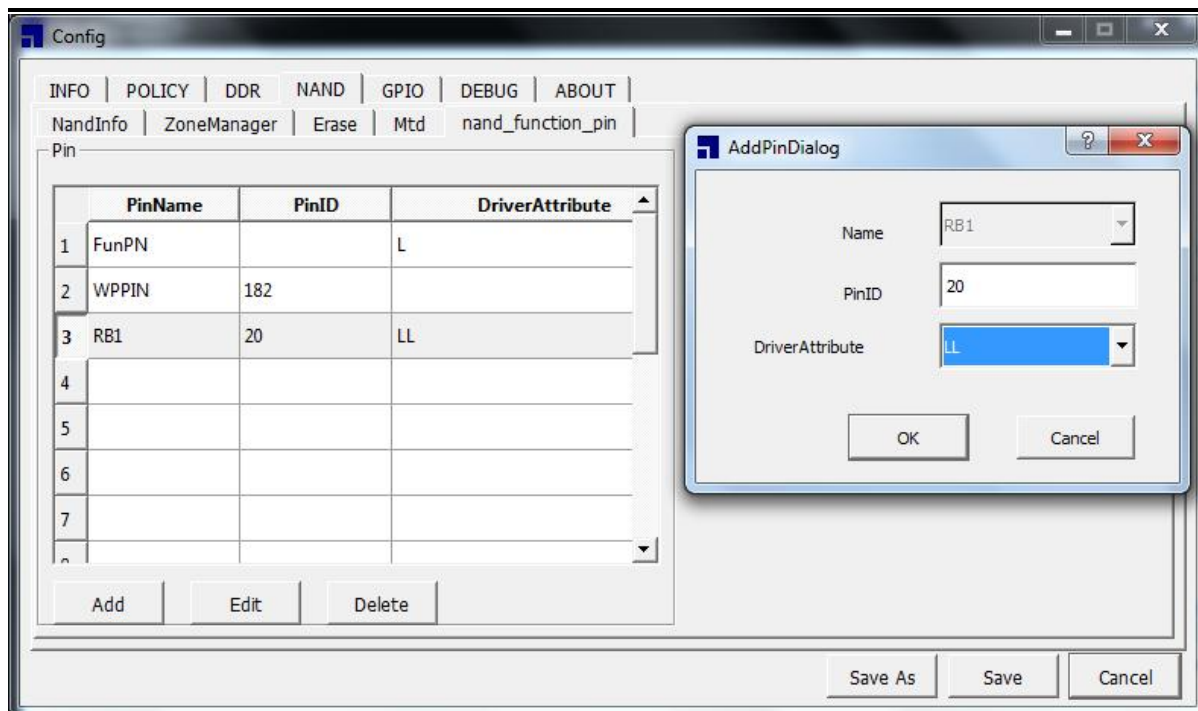 Config
INFO POLICY DDR NAND GPIO DEBUG ABOUT
NandInfo ZoneManager Erase Mtd nand_function_pin
Pin
PinName PinID DriverAttribute
1 FunPN L
2 WPPIN 182
3 RB1 20 LL
4
5
6
7
Add Edit Delete
AddPinDialog
Name RB1
PinID 20
DriverAttribute LL
OK Cancel
Save As Save Cancel